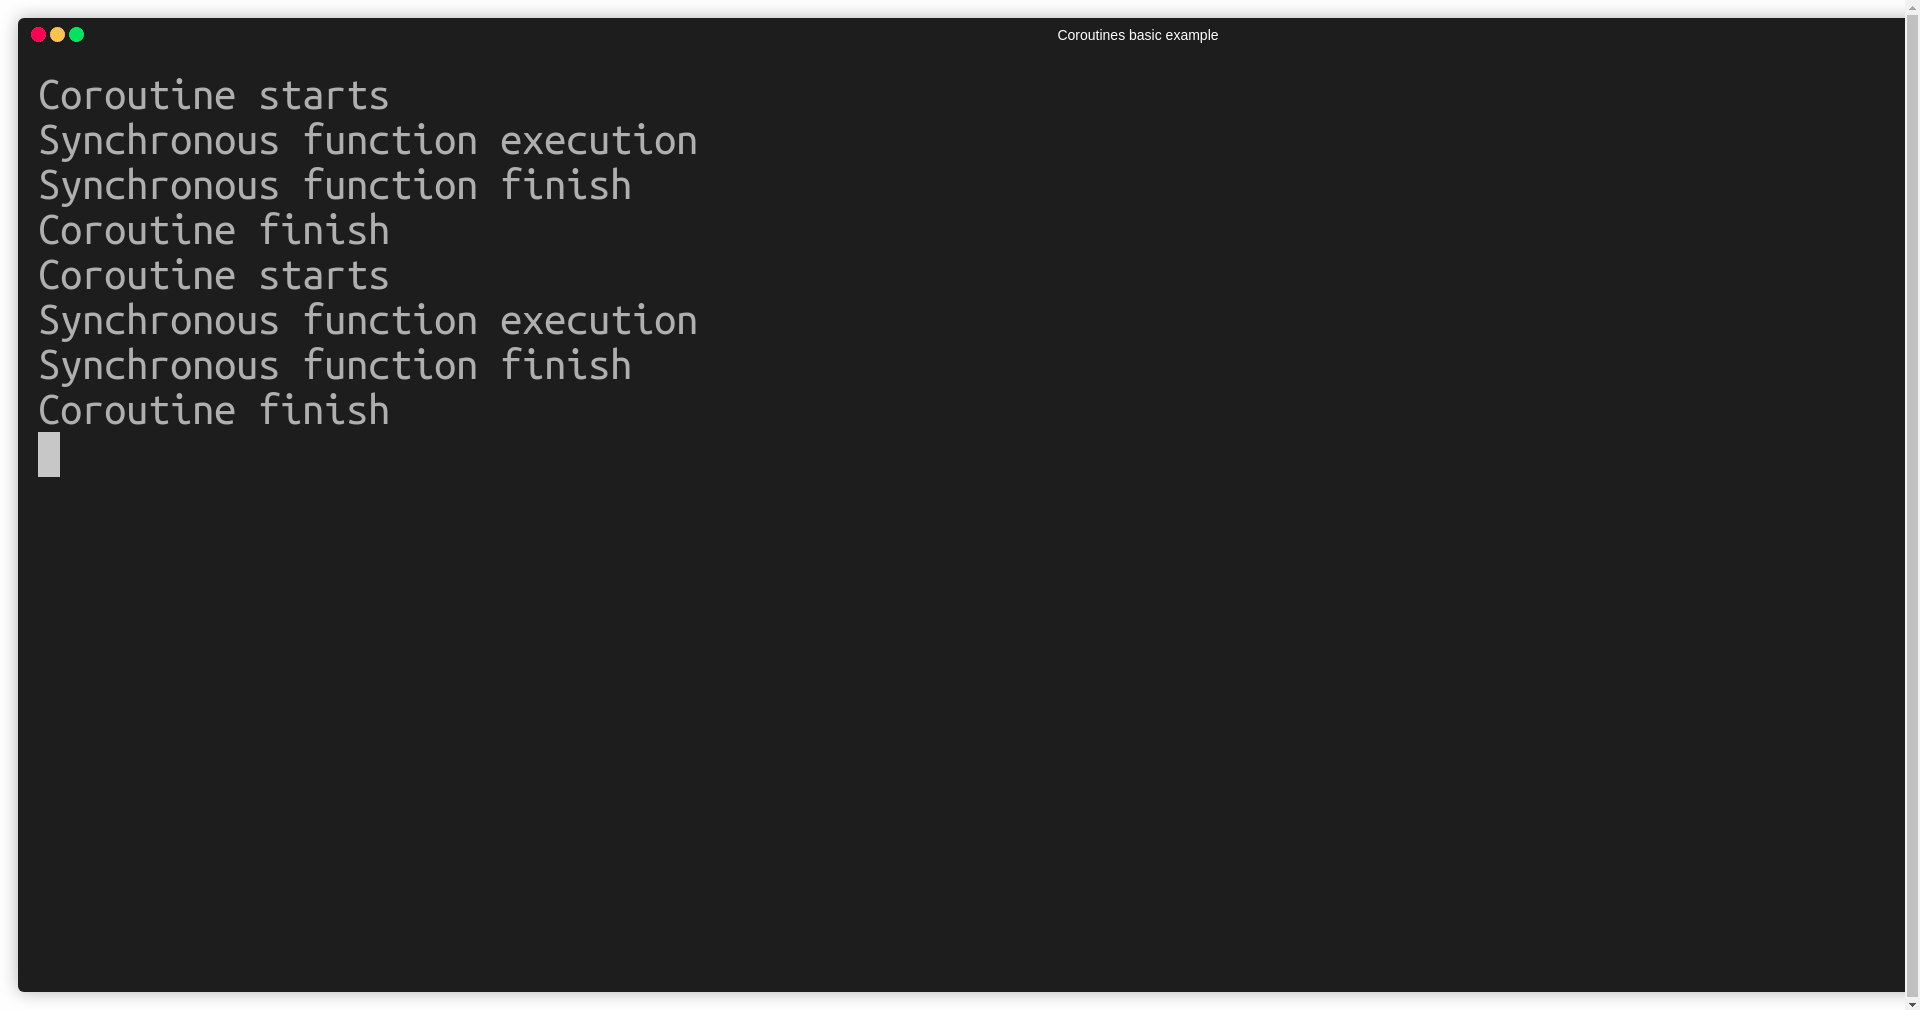 Coroutines basic example
Coroutine starts
Synchronous function execution
Synchronous function finish
Coroutine finish
Coroutine starts
Synchronous function execution
Synchronous function finish
Coroutine finish